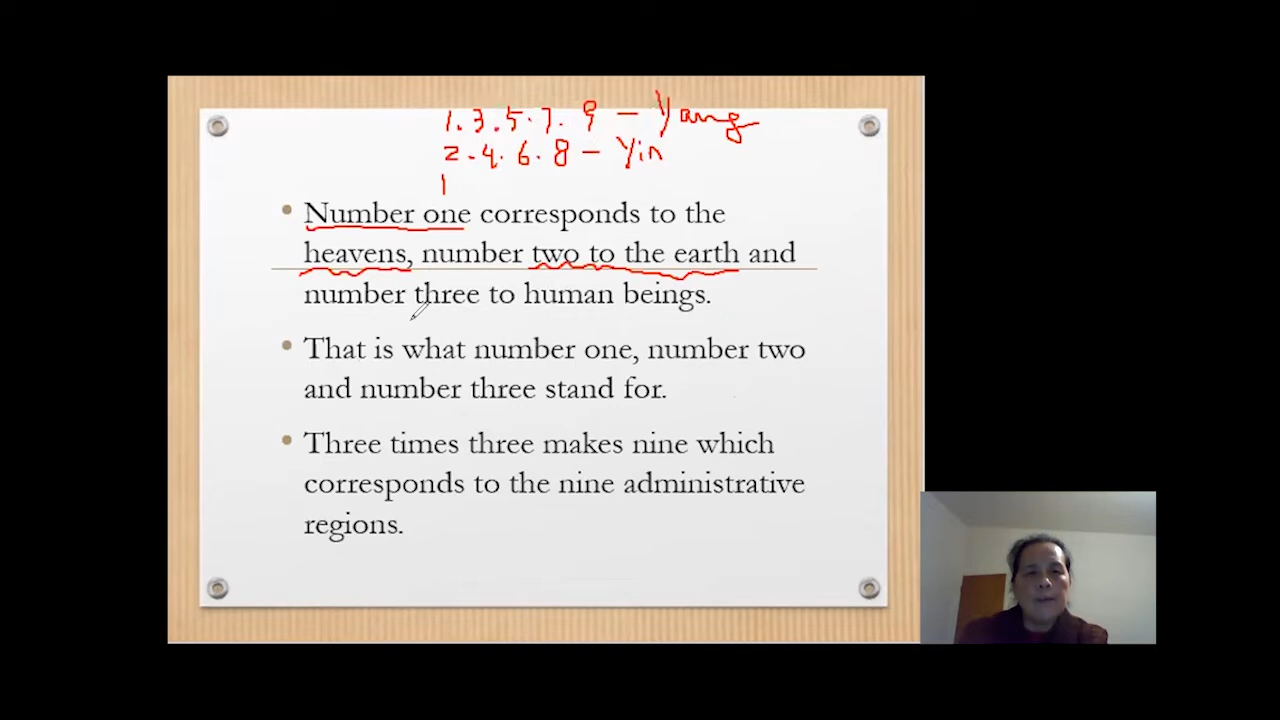 1. 3. 5. 7. 9 - Yang
2. 4. 6. 8 - Yin
1
• Number one corresponds to the
heavens, number two to the earth and
number three to human beings.
• That is what number one, number two
and number three stand for.
• Three times three makes nine which
corresponds to the nine administrative
regions.